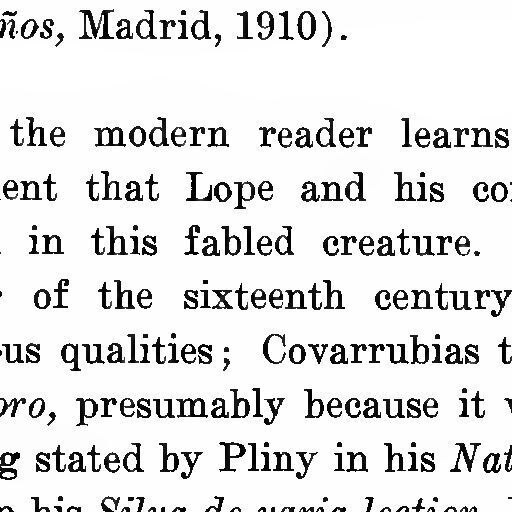 ños, Madrid, 1910).
the modern reader learns
ent that Lope and his co
in this fabled creature.
of the sixteenth century
us qualities; Covarrubias t
oro, presumably because it
g stated by Pliny in his Nat
his Silva de varia lection.